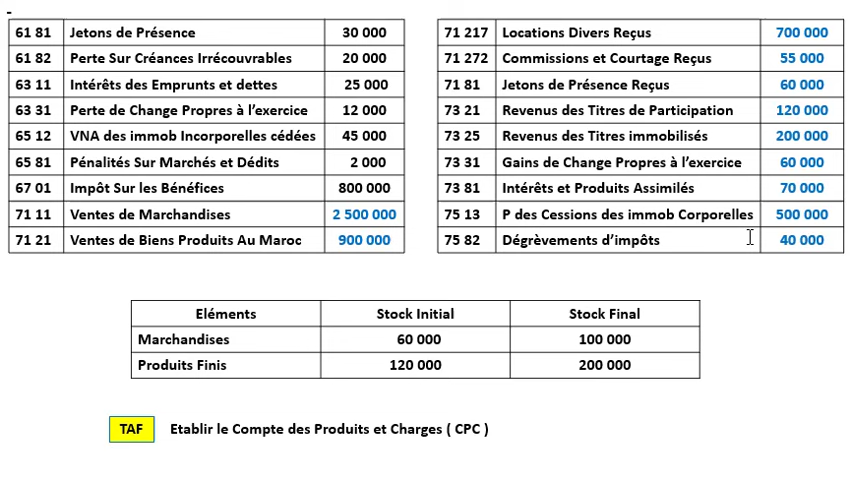 -
61 81 Jetons de Présence 30 000
61 82 Perte Sur Créances Irrécouvrables 20 000
63 11 Intérêts des Emprunts et dettes 25 000
63 31 Perte de Change Propres à l’exercice 12 000
65 12 VNA des immob Incorporelles cédées 45 000
65 81 Pénalités Sur Marchés et Dédits 2 000
67 01 Impôt Sur les Bénéfices 800 000
71 11 Ventes de Marchandises 2 500 000
71 21 Ventes de Biens Produits Au Maroc 900 000
71 217 Locations Divers Reçus 700 000
71 272 Commissions et Courtage Reçus 55 000
71 81 Jetons de Présence Reçus 60 000
73 21 Revenus des Titres de Participation 120 000
73 25 Revenus des Titres immobilisés 200 000
73 31 Gains de Change Propres à l’exercice 60 000
73 81 Intérêts et Produits Assimilés 70 000
75 13 P des Cessions des immob Corporelles 500 000
75 82 Dégrèvements d’impôts 40 000
Eléments Stock Initial Stock Final
Marchandises 60 000 100 000
Produits Finis 120 000 200 000
TAF Etablir le Compte des Produits et Charges ( CPC )